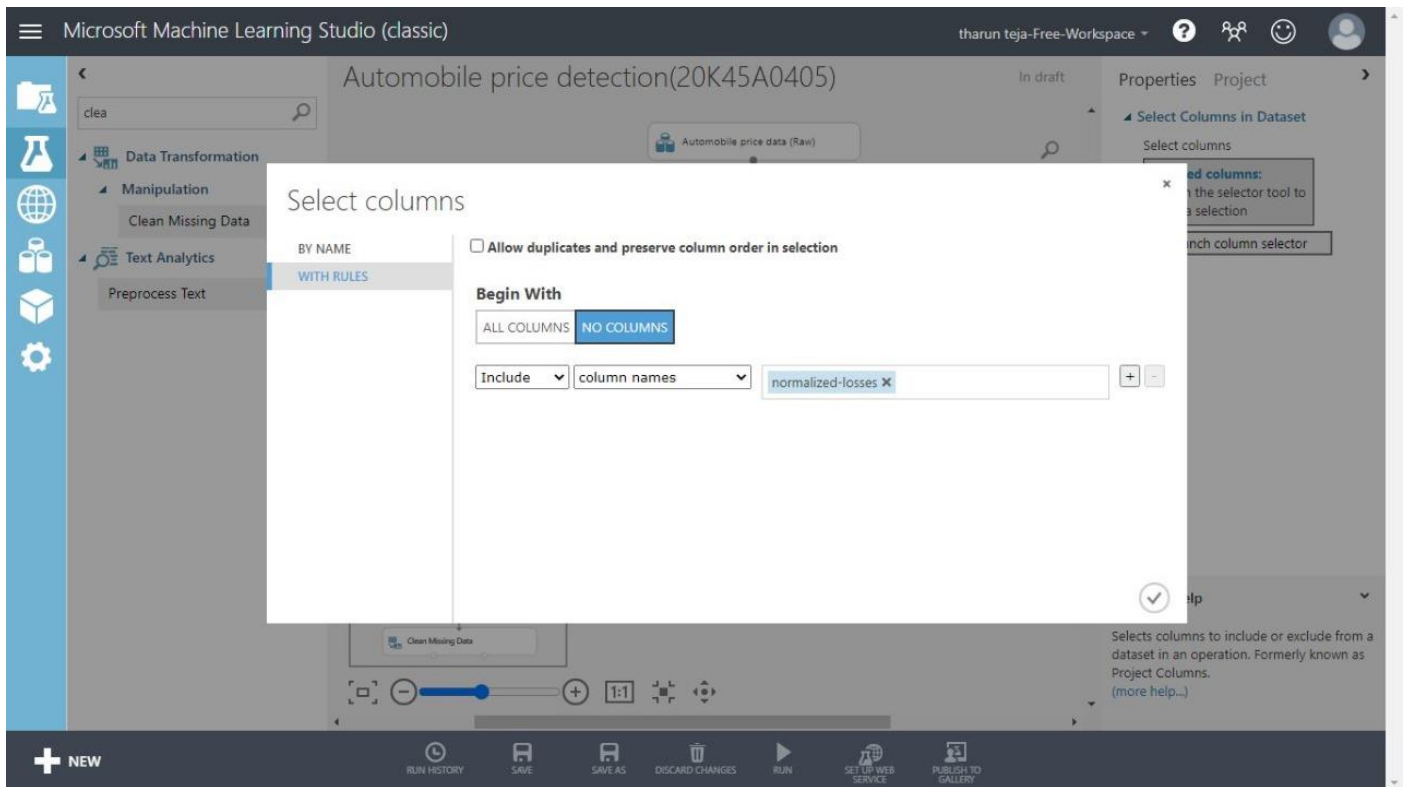 Microsoft Machine Learning Studio (classic)
tharun teja-Free-Workspace
?
clea
Data Transformation
Manipulation
Clean Missing Data
Text Analytics
Preprocess Text
Automobile price detection(20K45A0405)
In draft
Automobile price data (Raw)
Properties Project
Select Columns in Dataset
Select columns
ed columns:
the selector tool to
selection
nch column selector
Select columns
×
BY NAME
WITH RULES
Allow duplicates and preserve column order in selection
Begin With
ALL COLUMNS NO COLUMNS
Include column names normalized-losses × + -
Clean Missing Data
1:1
elp
Selects columns to include or exclude from a
dataset in an operation. Formerly known as
Project Columns.
(more help...)
NEW
RUN HISTORY
SAVE
SAVE AS
DISCARD CHANGES
RUN
SET UP WEB
SERVICE
PUBLISH TO
GALLERY